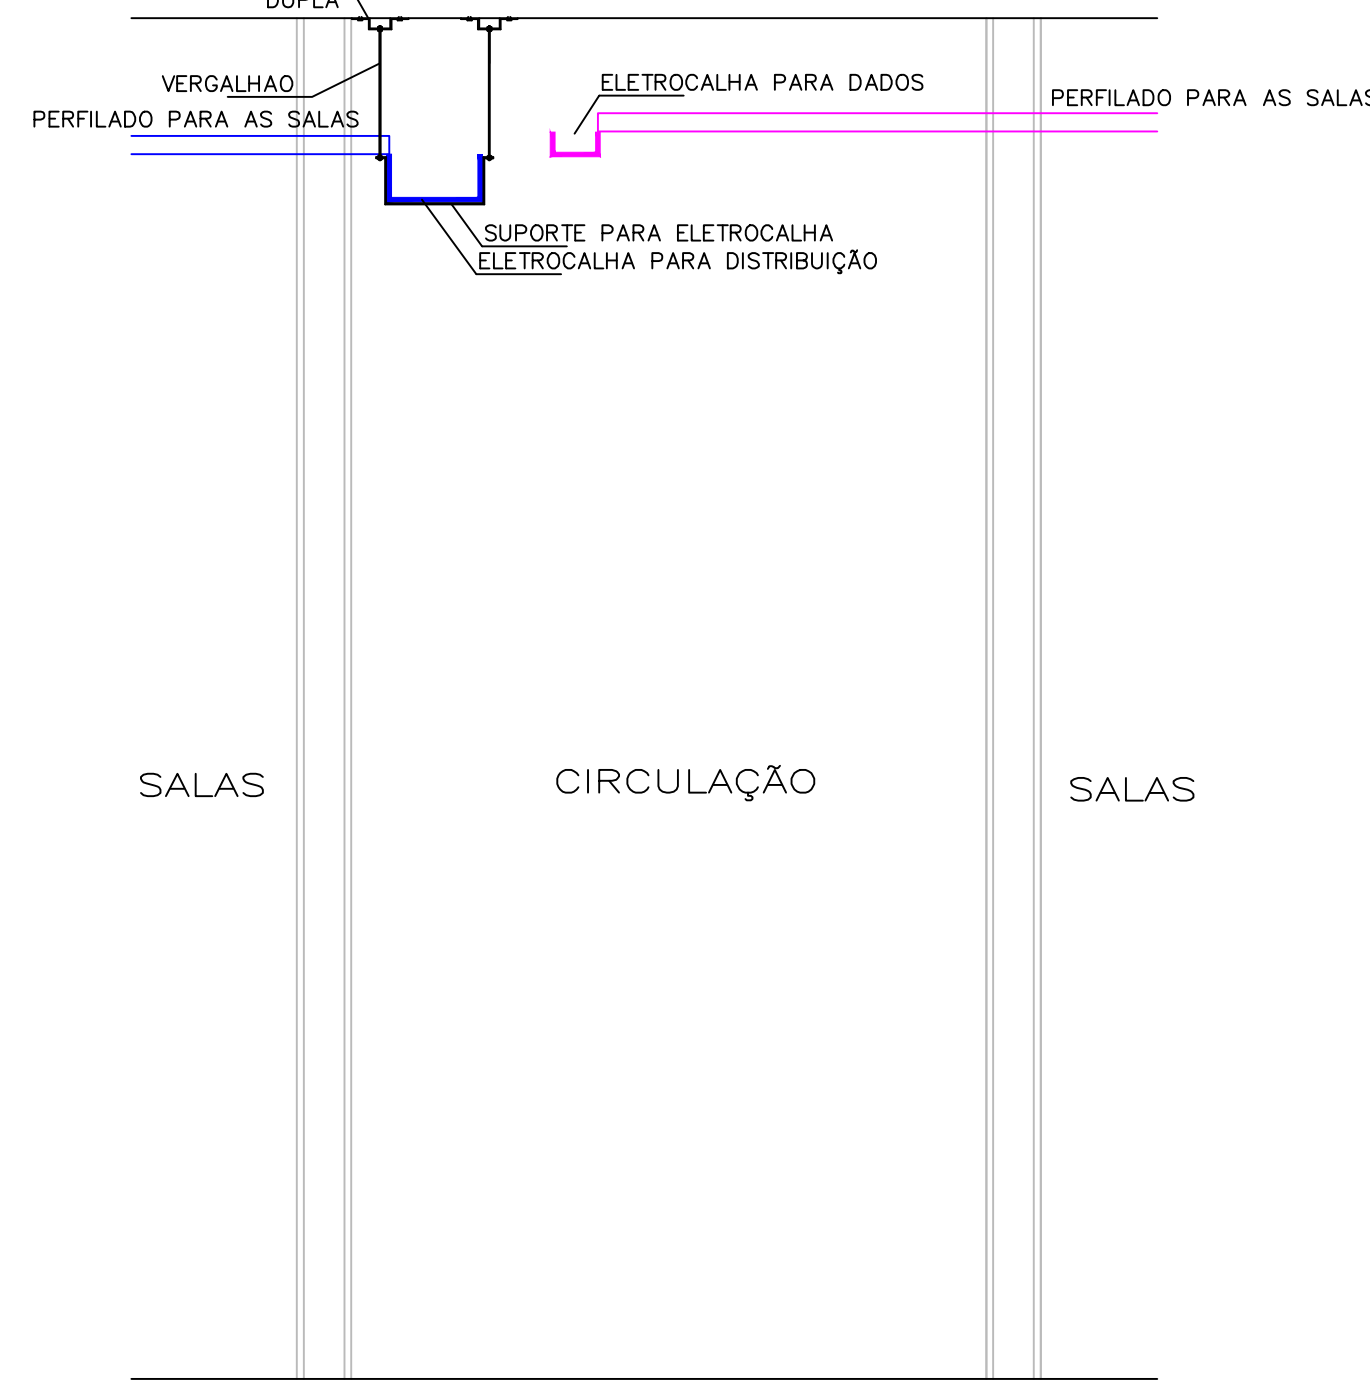 DUPLA
VERGALHAO
ELETROCALHA PARA DADOS
PERFILADO PARA AS SALAS
PERFILADO PARA AS SALAS
SUPORTE PARA ELETROCALHA
ELETROCALHA PARA DISTRIBUIÇÃO
SALAS
CIRCULAÇÃO
SALAS